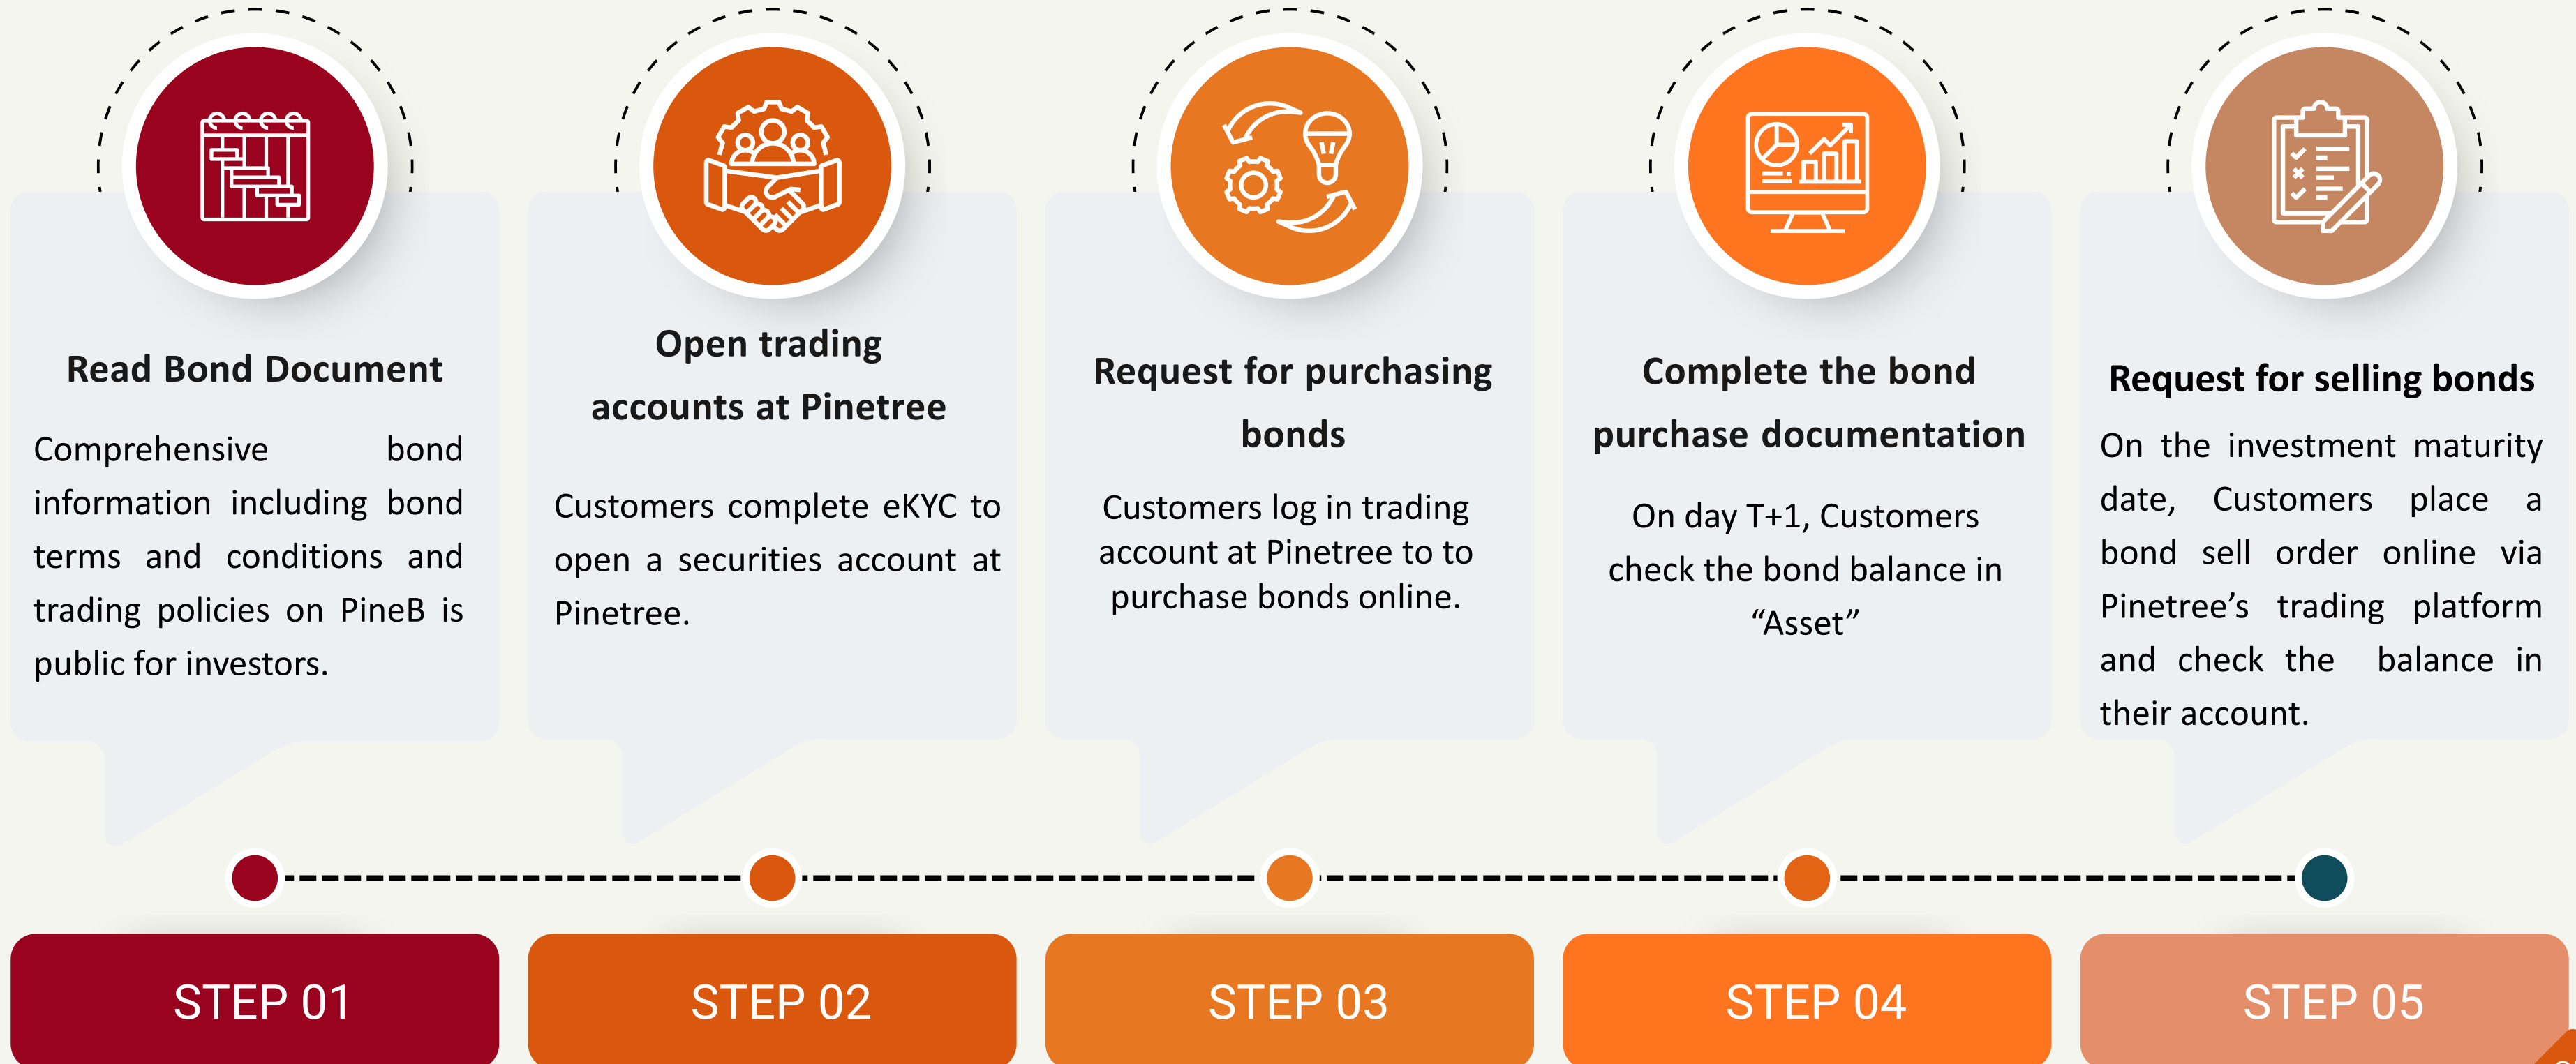 Read Bond Document
Comprehensive bond
information including bond
terms and conditions and
trading policies on PineB is
public for investors.
Open trading
accounts at Pinetree
Customers complete eKYC to
open a securities account at
Pinetree.
Request for purchasing
bonds
Customers log in trading
account at Pinetree to to
purchase bonds online.
Complete the bond
purchase documentation
On day T+1, Customers
check the bond balance in
“Asset”
Request for selling bonds
On the investment maturity
date, Customers place a
bond sell order online via
Pinetree’s trading platform
and check the balance in
their account.
STEP 01
STEP 02
STEP 03
STEP 04
STEP 05